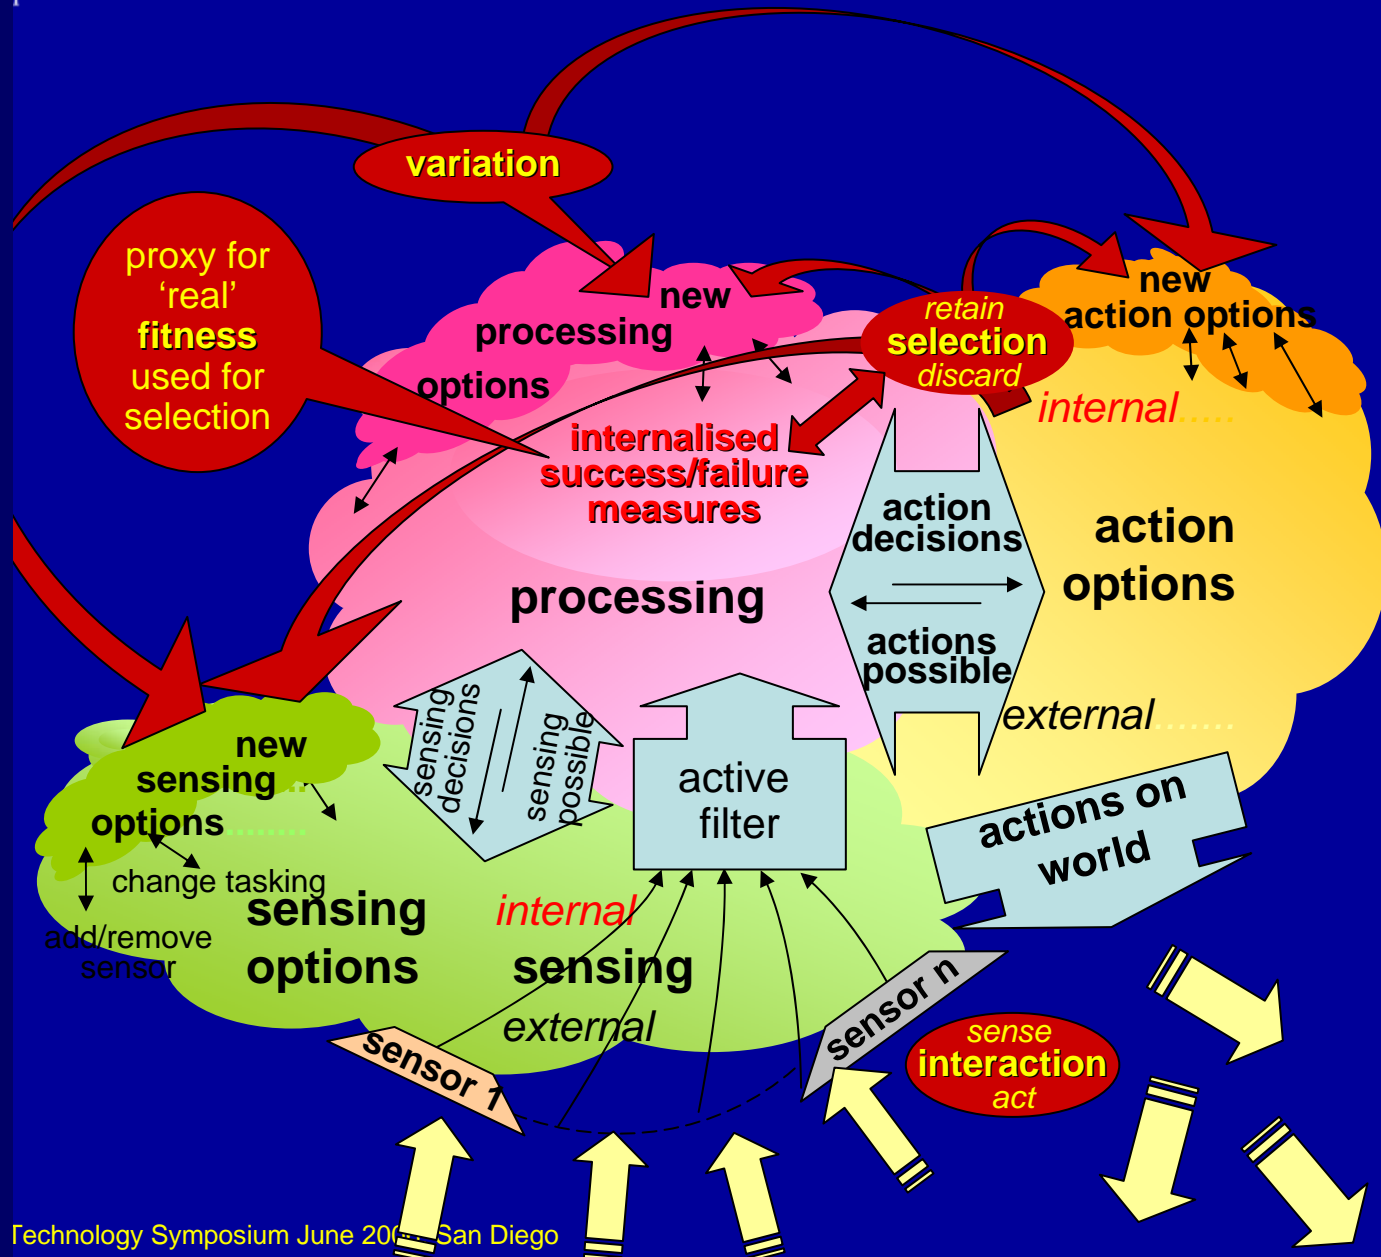 variation
proxy for
‘real’
fitness
used for
selection
new
processing
options
retain
selection
discard
new
action options
internal.....
internalised
success/failure
measures
action
decisions
action
options
processing
actions
possible
external.......
sensing
decisions
sensing
possible
new
sensing...
options........
active
filter
actions on
world
change tasking
add/remove
sensor
sensing
options
internal
sensing
external
sensor 1
sensor n
sense
interaction
act
Technology Symposium June San Diego